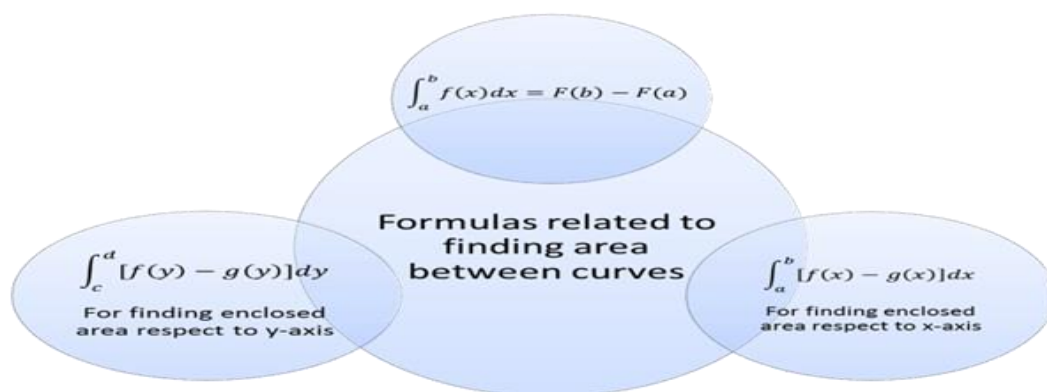 ∫_a^b f(x)dx = F(b) − F(a)
Formulas related to
finding area
between curves
∫_c^d [f(y) − g(y)]dy
For finding enclosed
area respect to y-axis
∫_a^b [f(x) − g(x)]dx
For finding enclosed
area respect to x-axis